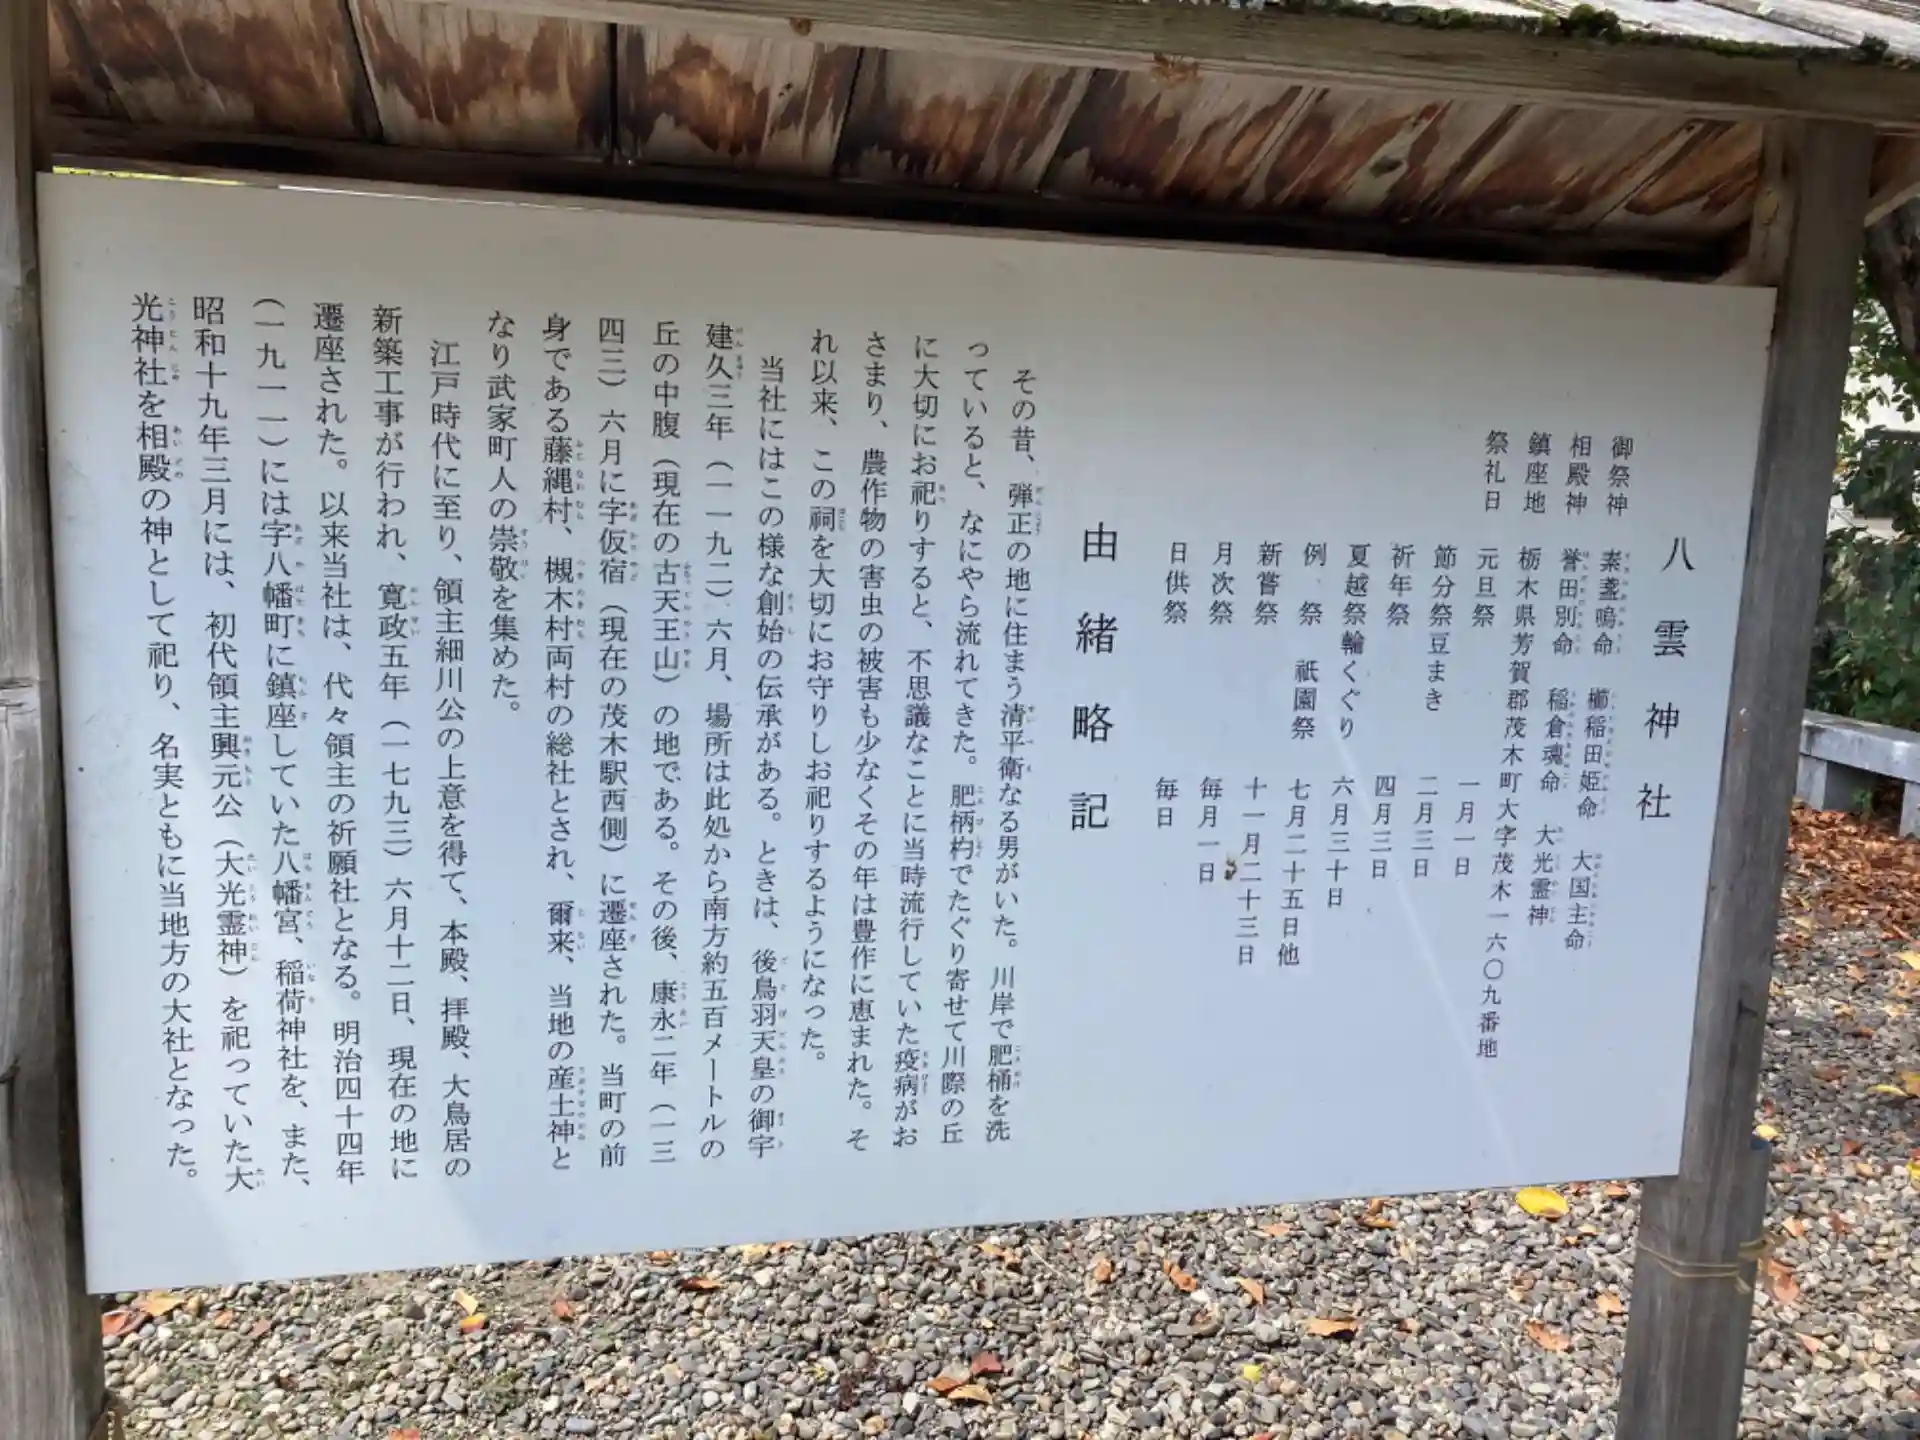 八雲神社
御祭神　素盞嗚命　櫛稲田姫命　大国主命
相殿神　誉田別命　稲倉魂命　大光霊神
鎮座地　栃木県芳賀郡茂木町大字茂木一六〇九番地
祭礼日　元旦祭　一月一日
節分祭豆まき　二月三日
祈年祭　四月三日
夏越祭輪くぐり　六月三十日
例　祭　祇園祭　七月二十五日他
新嘗祭　十一月二十三日
月次祭　毎月一日
日供祭　毎日
由緒略記
その昔、弾正の地に住まう清平衛なる男がいた。川岸で肥桶を洗
っていると、なにやら流れてきた。肥柄杓でたぐり寄せて川際の丘
に大切にお祀りすると、不思議なことに当時流行していた疫病がお
さまり、農作物の害虫の被害も少なくその年は豊作に恵まれた。そ
れ以来、この祠を大切にお守りしお祀りするようになった。
当社にはこの様な創始の伝承がある。ときは、後鳥羽天皇の御宇
建久三年（一一九二）六月、場所は此処から南方約五百メートルの
丘の中腹（現在の古天王山）の地である。その後、康永二年（一三
四三）六月に字仮宿（現在の茂木駅西側）に遷座された。当町の前
身である藤縄村、槻木村両村の総社とされ、爾来、当地の産土神と
なり武家町人の崇敬を集めた。
江戸時代に至り、領主細川公の上意を得て、本殿、拝殿、大鳥居の
新築工事が行われ、寛政五年（一七九三）六月十二日、現在の地に
遷座された。以来当社は、代々領主の祈願社となる。明治四十四年
（一九一一）には字八幡町に鎮座していた八幡宮、稲荷神社を、また、
昭和十九年三月には、初代領主興元公（大光霊神）を祀っていた大
光神社を相殿の神として祀り、名実ともに当地方の大社となった。